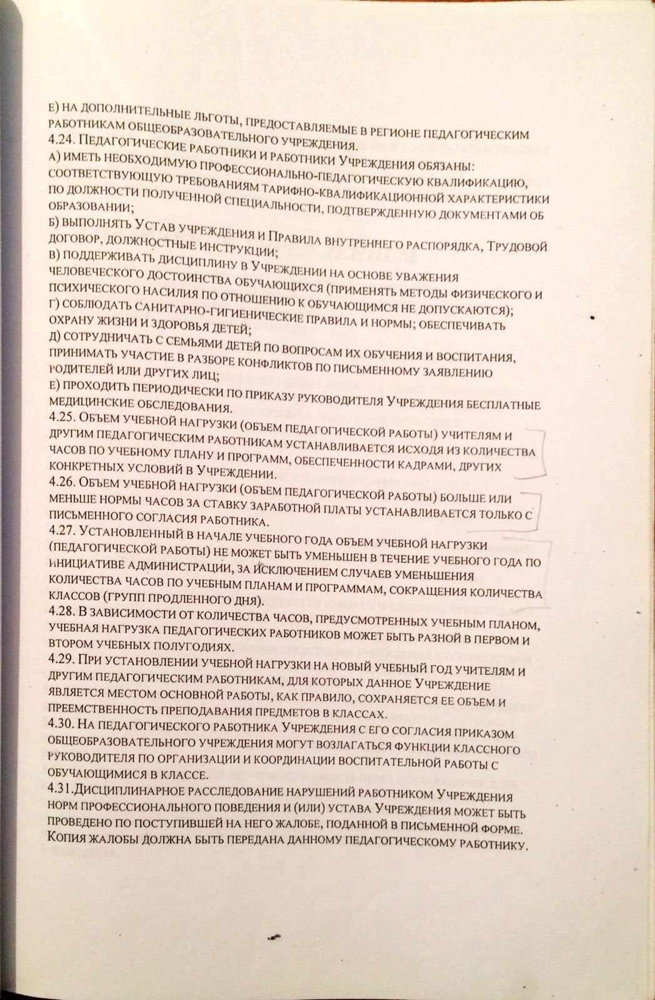 Е) НА ДОПОЛНИТЕЛЬНЫЕ ЛЬГОТЫ, ПРЕДОСТАВЛЯЕМЫЕ В РЕГИОНЕ ПЕДАГОГИЧЕСКИМ
РАБОТНИКАМ ОБЩЕОБРАЗОВАТЕЛЬНОГО УЧРЕЖДЕНИЯ.
4.24. ПЕДАГОГИЧЕСКИЕ РАБОТНИКИ И РАБОТНИКИ УЧРЕЖДЕНИЯ ОБЯЗАНЫ:
А) ИМЕТЬ НЕОБХОДИМУЮ ПРОФЕССИОНАЛЬНО-ПЕДАГОГИЧЕСКУЮ КВАЛИФИКАЦИЮ,
СООТВЕТСТВУЮЩУЮ ТРЕБОВАНИЯМ ТАРИФНО-КВАЛИФИКАЦИОННОЙ ХАРАКТЕРИСТИКИ
ПО ДОЛЖНОСТИ ПОЛУЧЕННОЙ СПЕЦИАЛЬНОСТИ, ПОДТВЕРЖДЕННУЮ ДОКУМЕНТАМИ ОБ
ОБРАЗОВАНИИ;
Б) ВЫПОЛНЯТЬ УСТАВ УЧРЕЖДЕНИЯ И ПРАВИЛА ВНУТРЕННЕГО РАСПОРЯДКА, ТРУДОВОЙ
ДОГОВОР, ДОЛЖНОСТНЫЕ ИНСТРУКЦИИ;
В) ПОДДЕРЖИВАТЬ ДИСЦИПЛИНУ В УЧРЕЖДЕНИИ НА ОСНОВЕ УВАЖЕНИЯ
ЧЕЛОВЕЧЕСКОГО ДОСТОИНСТВА ОБУЧАЮЩИХСЯ (ПРИМЕНЯТЬ МЕТОДЫ ФИЗИЧЕСКОГО И
ПСИХИЧЕСКОГО НАСИЛИЯ ПО ОТНОШЕНИЮ К ОБУЧАЮЩИМСЯ НЕ ДОПУСКАЮТСЯ);
Г) СОБЛЮДАТЬ САНИТАРНО-ГИГИЕНИЧЕСКИЕ ПРАВИЛА И НОРМЫ; ОБЕСПЕЧИВАТЬ
ОХРАНУ ЖИЗНИ И ЗДОРОВЬЯ ДЕТЕЙ;
Д) СОТРУДНИЧАТЬ С СЕМЬЯМИ ДЕТЕЙ ПО ВОПРОСАМ ИХ ОБУЧЕНИЯ И ВОСПИТАНИЯ,
ПРИНИМАТЬ УЧАСТИЕ В РАЗБОРЕ КОНФЛИКТОВ ПО ПИСЬМЕННОМУ ЗАЯВЛЕНИЮ
РОДИТЕЛЕЙ ИЛИ ДРУГИХ ЛИЦ;
Е) ПРОХОДИТЬ ПЕРИОДИЧЕСКИ ПО ПРИКАЗУ РУКОВОДИТЕЛЯ УЧРЕЖДЕНИЯ БЕСПЛАТНЫЕ
МЕДИЦИНСКИЕ ОБСЛЕДОВАНИЯ.
4.25. ОБЪЕМ УЧЕБНОЙ НАГРУЗКИ (ОБЪЕМ ПЕДАГОГИЧЕСКОЙ РАБОТЫ) УЧИТЕЛЯМ И
ДРУГИМ ПЕДАГОГИЧЕСКИМ РАБОТНИКАМ УСТАНАВЛИВАЕТСЯ ИСХОДЯ ИЗ КОЛИЧЕСТВА
ЧАСОВ ПО УЧЕБНОМУ ПЛАНУ И ПРОГРАММ, ОБЕСПЕЧЕННОСТИ КАДРАМИ, ДРУГИХ
КОНКРЕТНЫХ УСЛОВИЙ В УЧРЕЖДЕНИИ.
4.26. ОБЪЕМ УЧЕБНОЙ НАГРУЗКИ (ОБЪЕМ ПЕДАГОГИЧЕСКОЙ РАБОТЫ) БОЛЬШЕ ИЛИ
МЕНЬШЕ НОРМЫ ЧАСОВ ЗА СТАВКУ ЗАРАБОТНОЙ ПЛАТЫ УСТАНАВЛИВАЕТСЯ ТОЛЬКО С
ПИСЬМЕННОГО СОГЛАСИЯ РАБОТНИКА.
4.27. УСТАНОВЛЕННЫЙ В НАЧАЛЕ УЧЕБНОГО ГОДА ОБЪЕМ УЧЕБНОЙ НАГРУЗКИ
(ПЕДАГОГИЧЕСКОЙ РАБОТЫ) НЕ МОЖЕТ БЫТЬ УМЕНЬШЕН В ТЕЧЕНИЕ УЧЕБНОГО ГОДА ПО
ИНИЦИАТИВЕ АДМИНИСТРАЦИИ, ЗА ИСКЛЮЧЕНИЕМ СЛУЧАЕВ УМЕНЬШЕНИЯ
КОЛИЧЕСТВА ЧАСОВ ПО УЧЕБНЫМ ПЛАНАМ И ПРОГРАММАМ, СОКРАЩЕНИЯ КОЛИЧЕСТВА
КЛАССОВ (ГРУПП ПРОДЛЕННОГО ДНЯ).
4.28. В ЗАВИСИМОСТИ ОТ КОЛИЧЕСТВА ЧАСОВ, ПРЕДУСМОТРЕННЫХ УЧЕБНЫМ ПЛАНОМ,
УЧЕБНАЯ НАГРУЗКА ПЕДАГОГИЧЕСКИХ РАБОТНИКОВ МОЖЕТ БЫТЬ РАЗНОЙ В ПЕРВОМ И
ВТОРОМ УЧЕБНЫХ ПОЛУГОДИЯХ.
4.29. ПРИ УСТАНОВЛЕНИИ УЧЕБНОЙ НАГРУЗКИ НА НОВЫЙ УЧЕБНЫЙ ГОД УЧИТЕЛЯМ И
ДРУГИМ ПЕДАГОГИЧЕСКИМ РАБОТНИКАМ, ДЛЯ КОТОРЫХ ДАННОЕ УЧРЕЖДЕНИЕ
ЯВЛЯЕТСЯ МЕСТОМ ОСНОВНОЙ РАБОТЫ, КАК ПРАВИЛО, СОХРАНЯЕТСЯ ЕЕ ОБЪЕМ И
ПРЕЕМСТВЕННОСТЬ ПРЕПОДАВАНИЯ ПРЕДМЕТОВ В КЛАССАХ.
4.30. НА ПЕДАГОГИЧЕСКОГО РАБОТНИКА УЧРЕЖДЕНИЯ С ЕГО СОГЛАСИЯ ПРИКАЗОМ
ОБЩЕОБРАЗОВАТЕЛЬНОГО УЧРЕЖДЕНИЯ МОГУТ ВОЗЛАГАТЬСЯ ФУНКЦИИ КЛАССНОГО
РУКОВОДИТЕЛЯ ПО ОРГАНИЗАЦИИ И КООРДИНАЦИИ ВОСПИТАТЕЛЬНОЙ РАБОТЫ С
ОБУЧАЮЩИМИСЯ В КЛАССЕ.
4.31.ДИСЦИПЛИНАРНОЕ РАССЛЕДОВАНИЕ НАРУШЕНИЙ РАБОТНИКОМ УЧРЕЖДЕНИЯ
НОРМ ПРОФЕССИОНАЛЬНОГО ПОВЕДЕНИЯ И (ИЛИ) УСТАВА УЧРЕЖДЕНИЯ МОЖЕТ БЫТЬ
ПРОВЕДЕНО ПО ПОСТУПИВШЕЙ НА НЕГО ЖАЛОБЕ, ПОДАННОЙ В ПИСЬМЕННОЙ ФОРМЕ.
КОПИЯ ЖАЛОБЫ ДОЛЖНА БЫТЬ ПЕРЕДАНА ДАННОМУ ПЕДАГОГИЧЕСКОМУ РАБОТНИКУ.